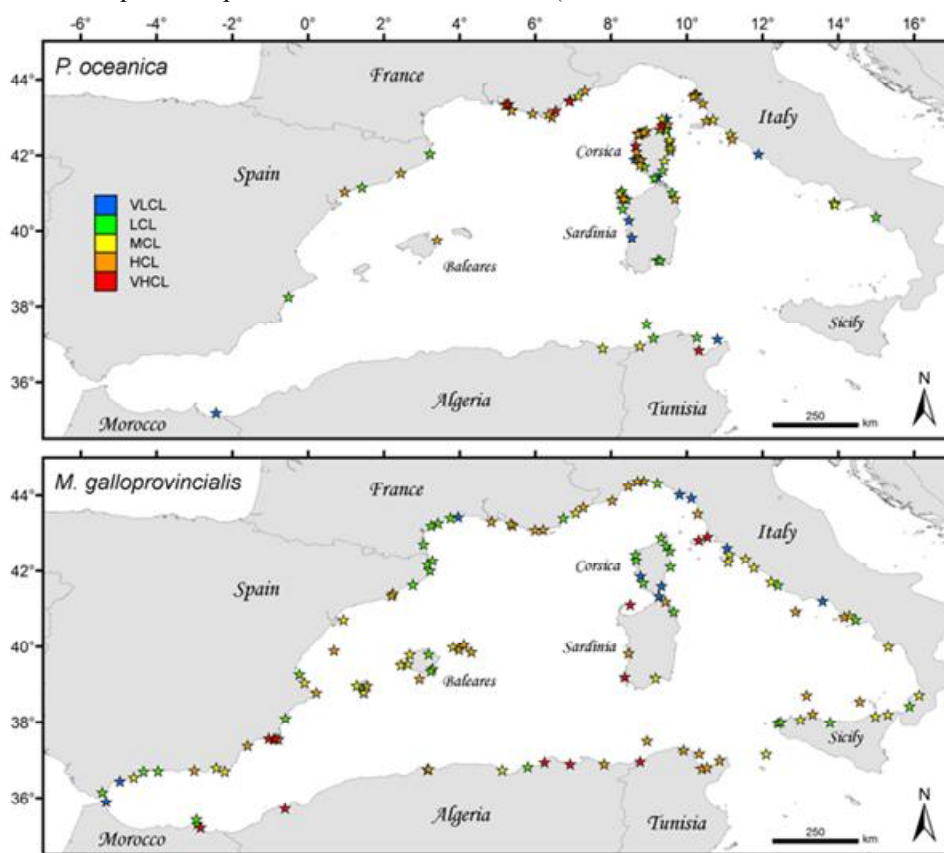 -6° -4° -2° 0° 2° 4° 6° 8° 10° 12° 14° 16°
P. oceanica
France
44°
Italy
42°
Corsica
Spain
VLCL
LCL
MCL
HCL
VHCL
40°
Sardinia
Baleares
38°
Sicily
36°
Algeria
Tunisia
Morocco
N
250 km
M. galloprovincialis
France
44°
Italy
42°
Corsica
Spain
40°
Sardinia
Baleares
38°
Sicily
36°
Algeria
Tunisia
Morocco
N
250 km